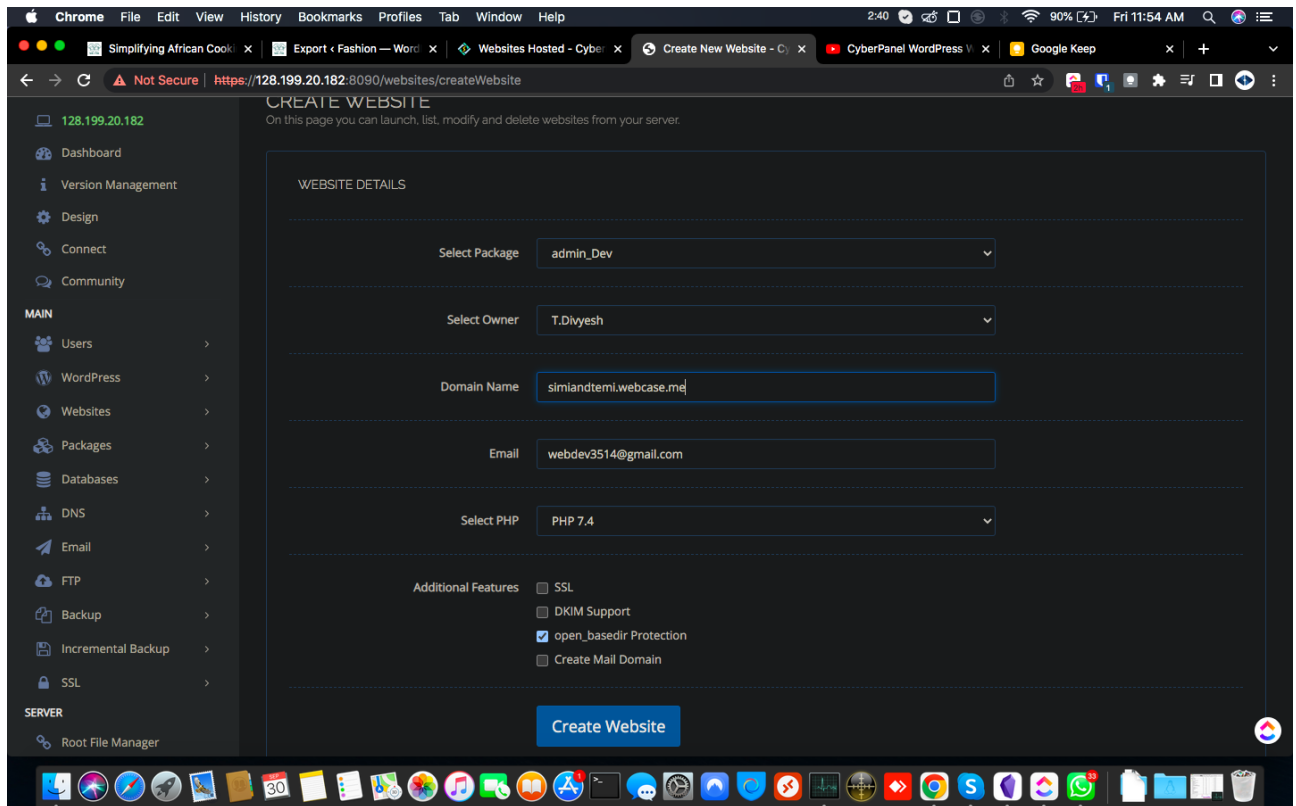 Chrome File Edit View History Bookmarks Profiles Tab Window Help 2:40 90% Fri 11:54 AM
Simplifying African Cooki Export ‹ Fashion — Word Websites Hosted - Cyber Create New Website - Cy CyberPanel WordPress W Google Keep
Not Secure https://128.199.20.182:8090/websites/createWebsite
CREATE WEBSITE
128.199.20.182
On this page you can launch, list, modify and delete websites from your server.
Dashboard
Version Management
WEBSITE DETAILS
Design
Connect
Select Package admin_Dev
Community
MAIN
Select Owner T.Divyesh
Users
WordPress
Domain Name simiandtemi.webcase.me
Websites
Packages
Email webdev3514@gmail.com
Databases
DNS
Select PHP PHP 7.4
Email
FTP
Additional Features SSL
Backup
DKIM Support
open_basedir Protection
Incremental Backup
Create Mail Domain
SSL
SERVER
Create Website
Root File Manager
SEP
30
33